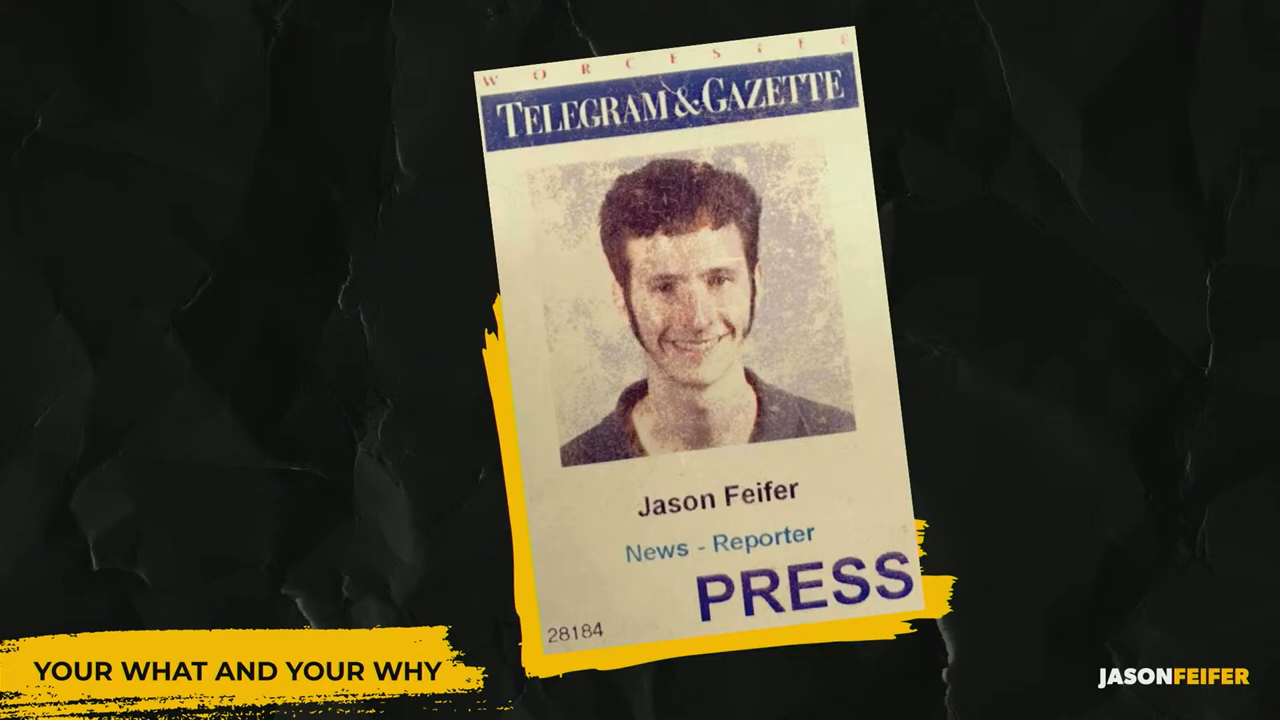 WORCESTER
TELEGRAM & GAZETTE
Jason Feifer
News - Reporter
PRESS
28184
YOUR WHAT AND YOUR WHY
JASONFEIFER